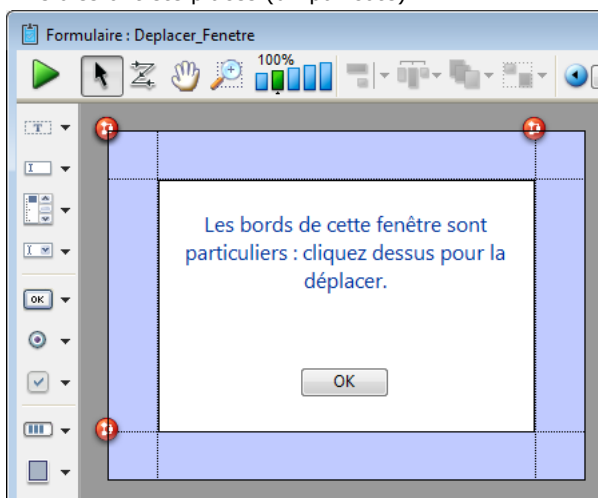 Formulaire : Deplacer_Fenetre
100%
T
I
I
OK
Les bords de cette fenêtre sont
particuliers : cliquez dessus pour la
déplacer.
OK